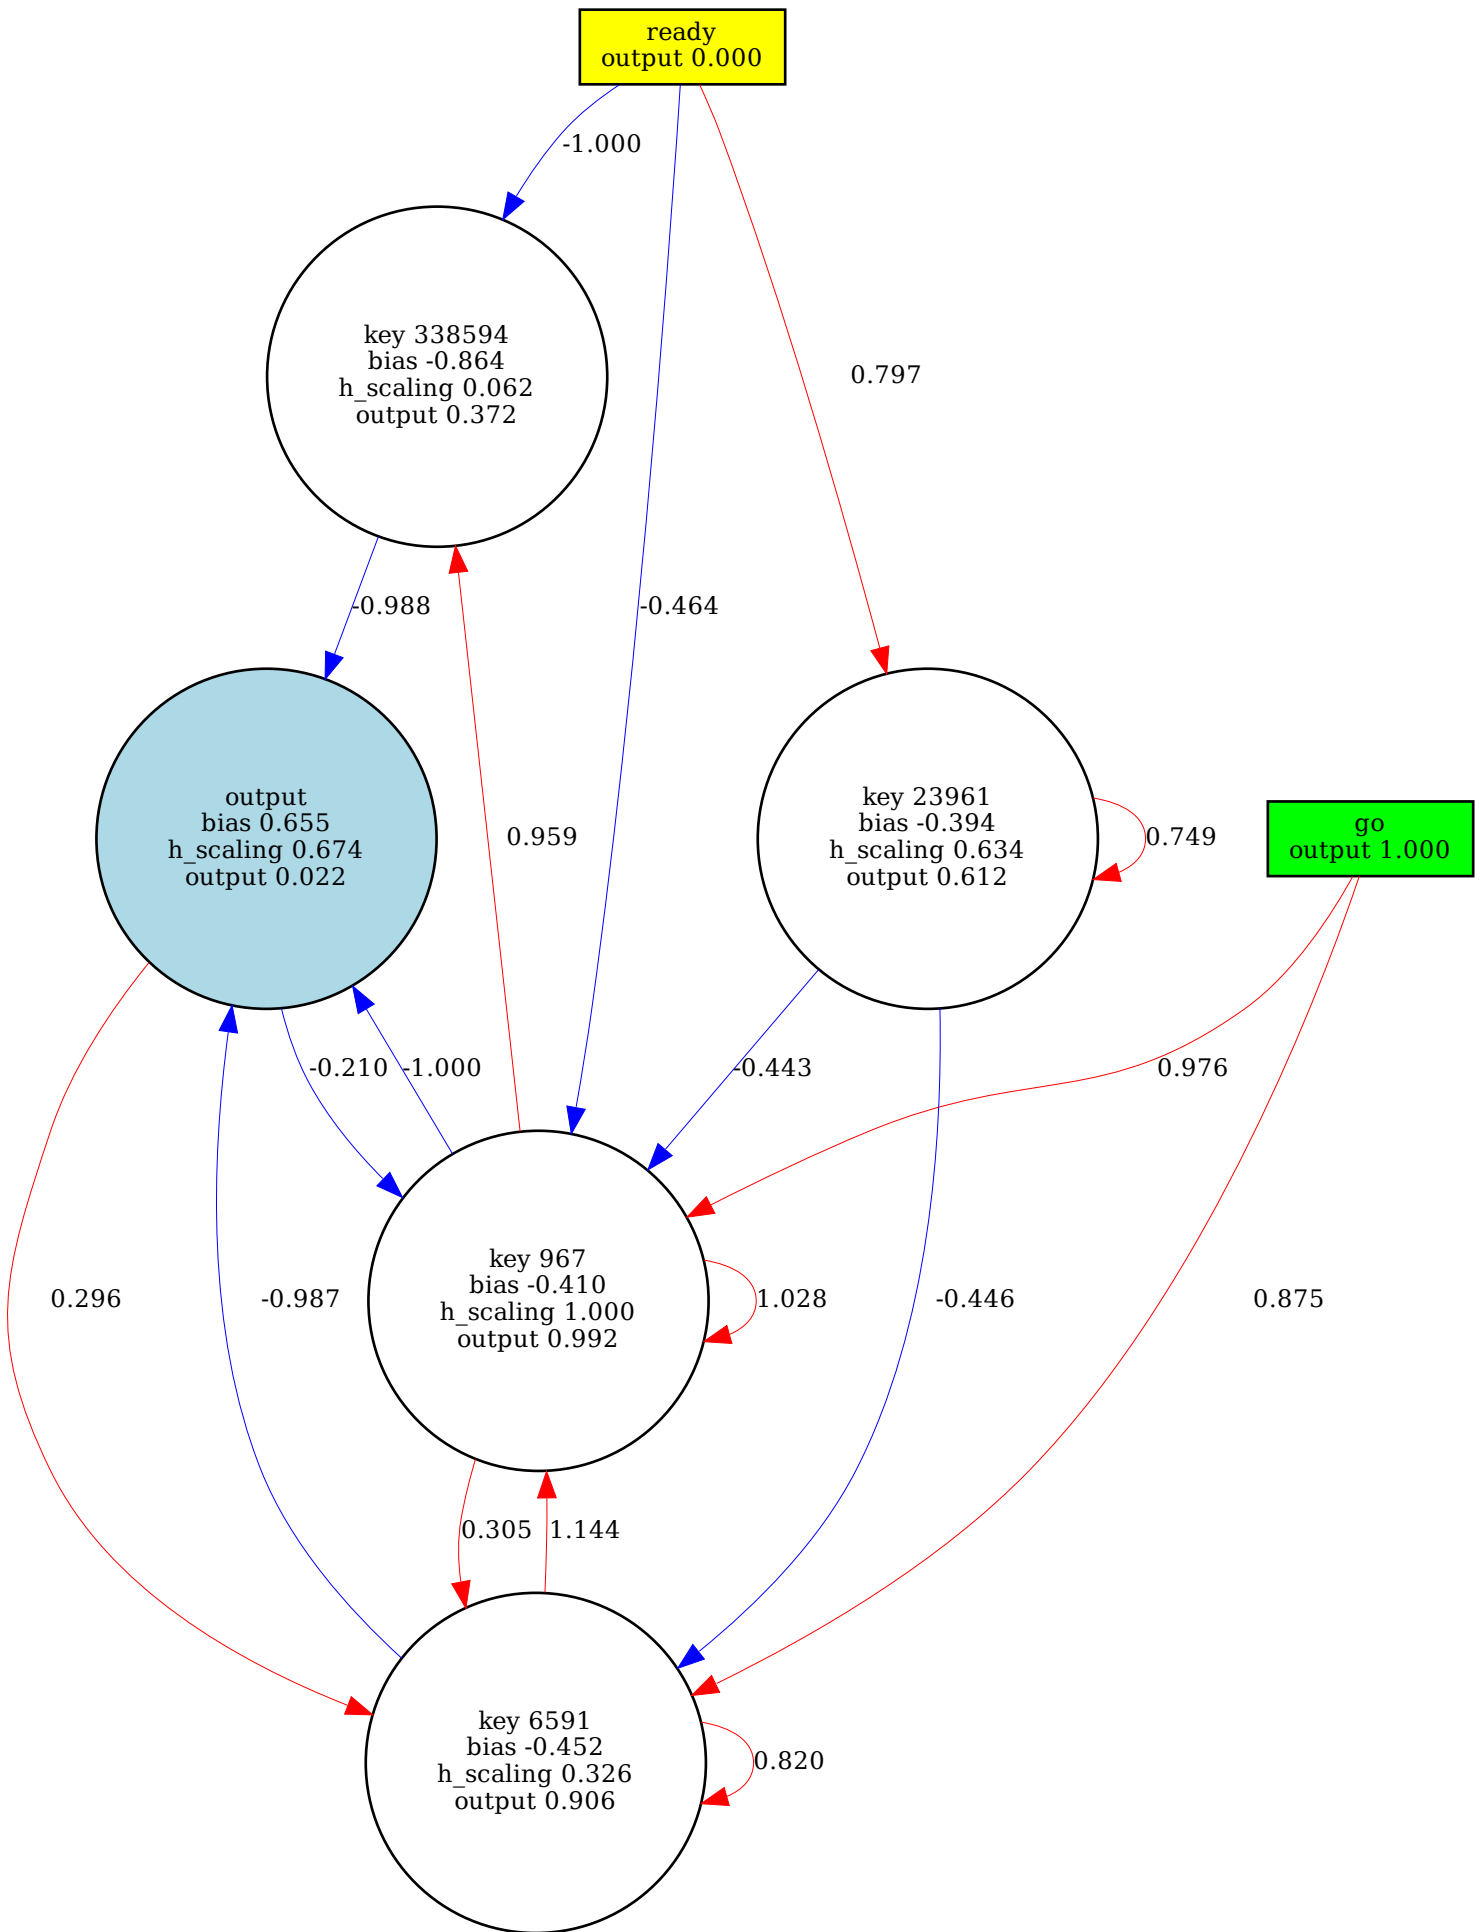 ready
output 0.000
-1.000
key 338594
bias -0.864
h_scaling 0.062
output 0.372
0.797
-0.988
-0.464
output
bias 0.655
h_scaling 0.674
output 0.022
0.959
key 23961
bias -0.394
h_scaling 0.634
output 0.612
0.749
go
output 1.000
-0.210
-1.000
-0.443
0.976
0.296
-0.987
key 967
bias -0.410
h_scaling 1.000
output 0.992
1.028
-0.446
0.875
0.305
1.144
key 6591
bias -0.452
h_scaling 0.326
output 0.906
0.820